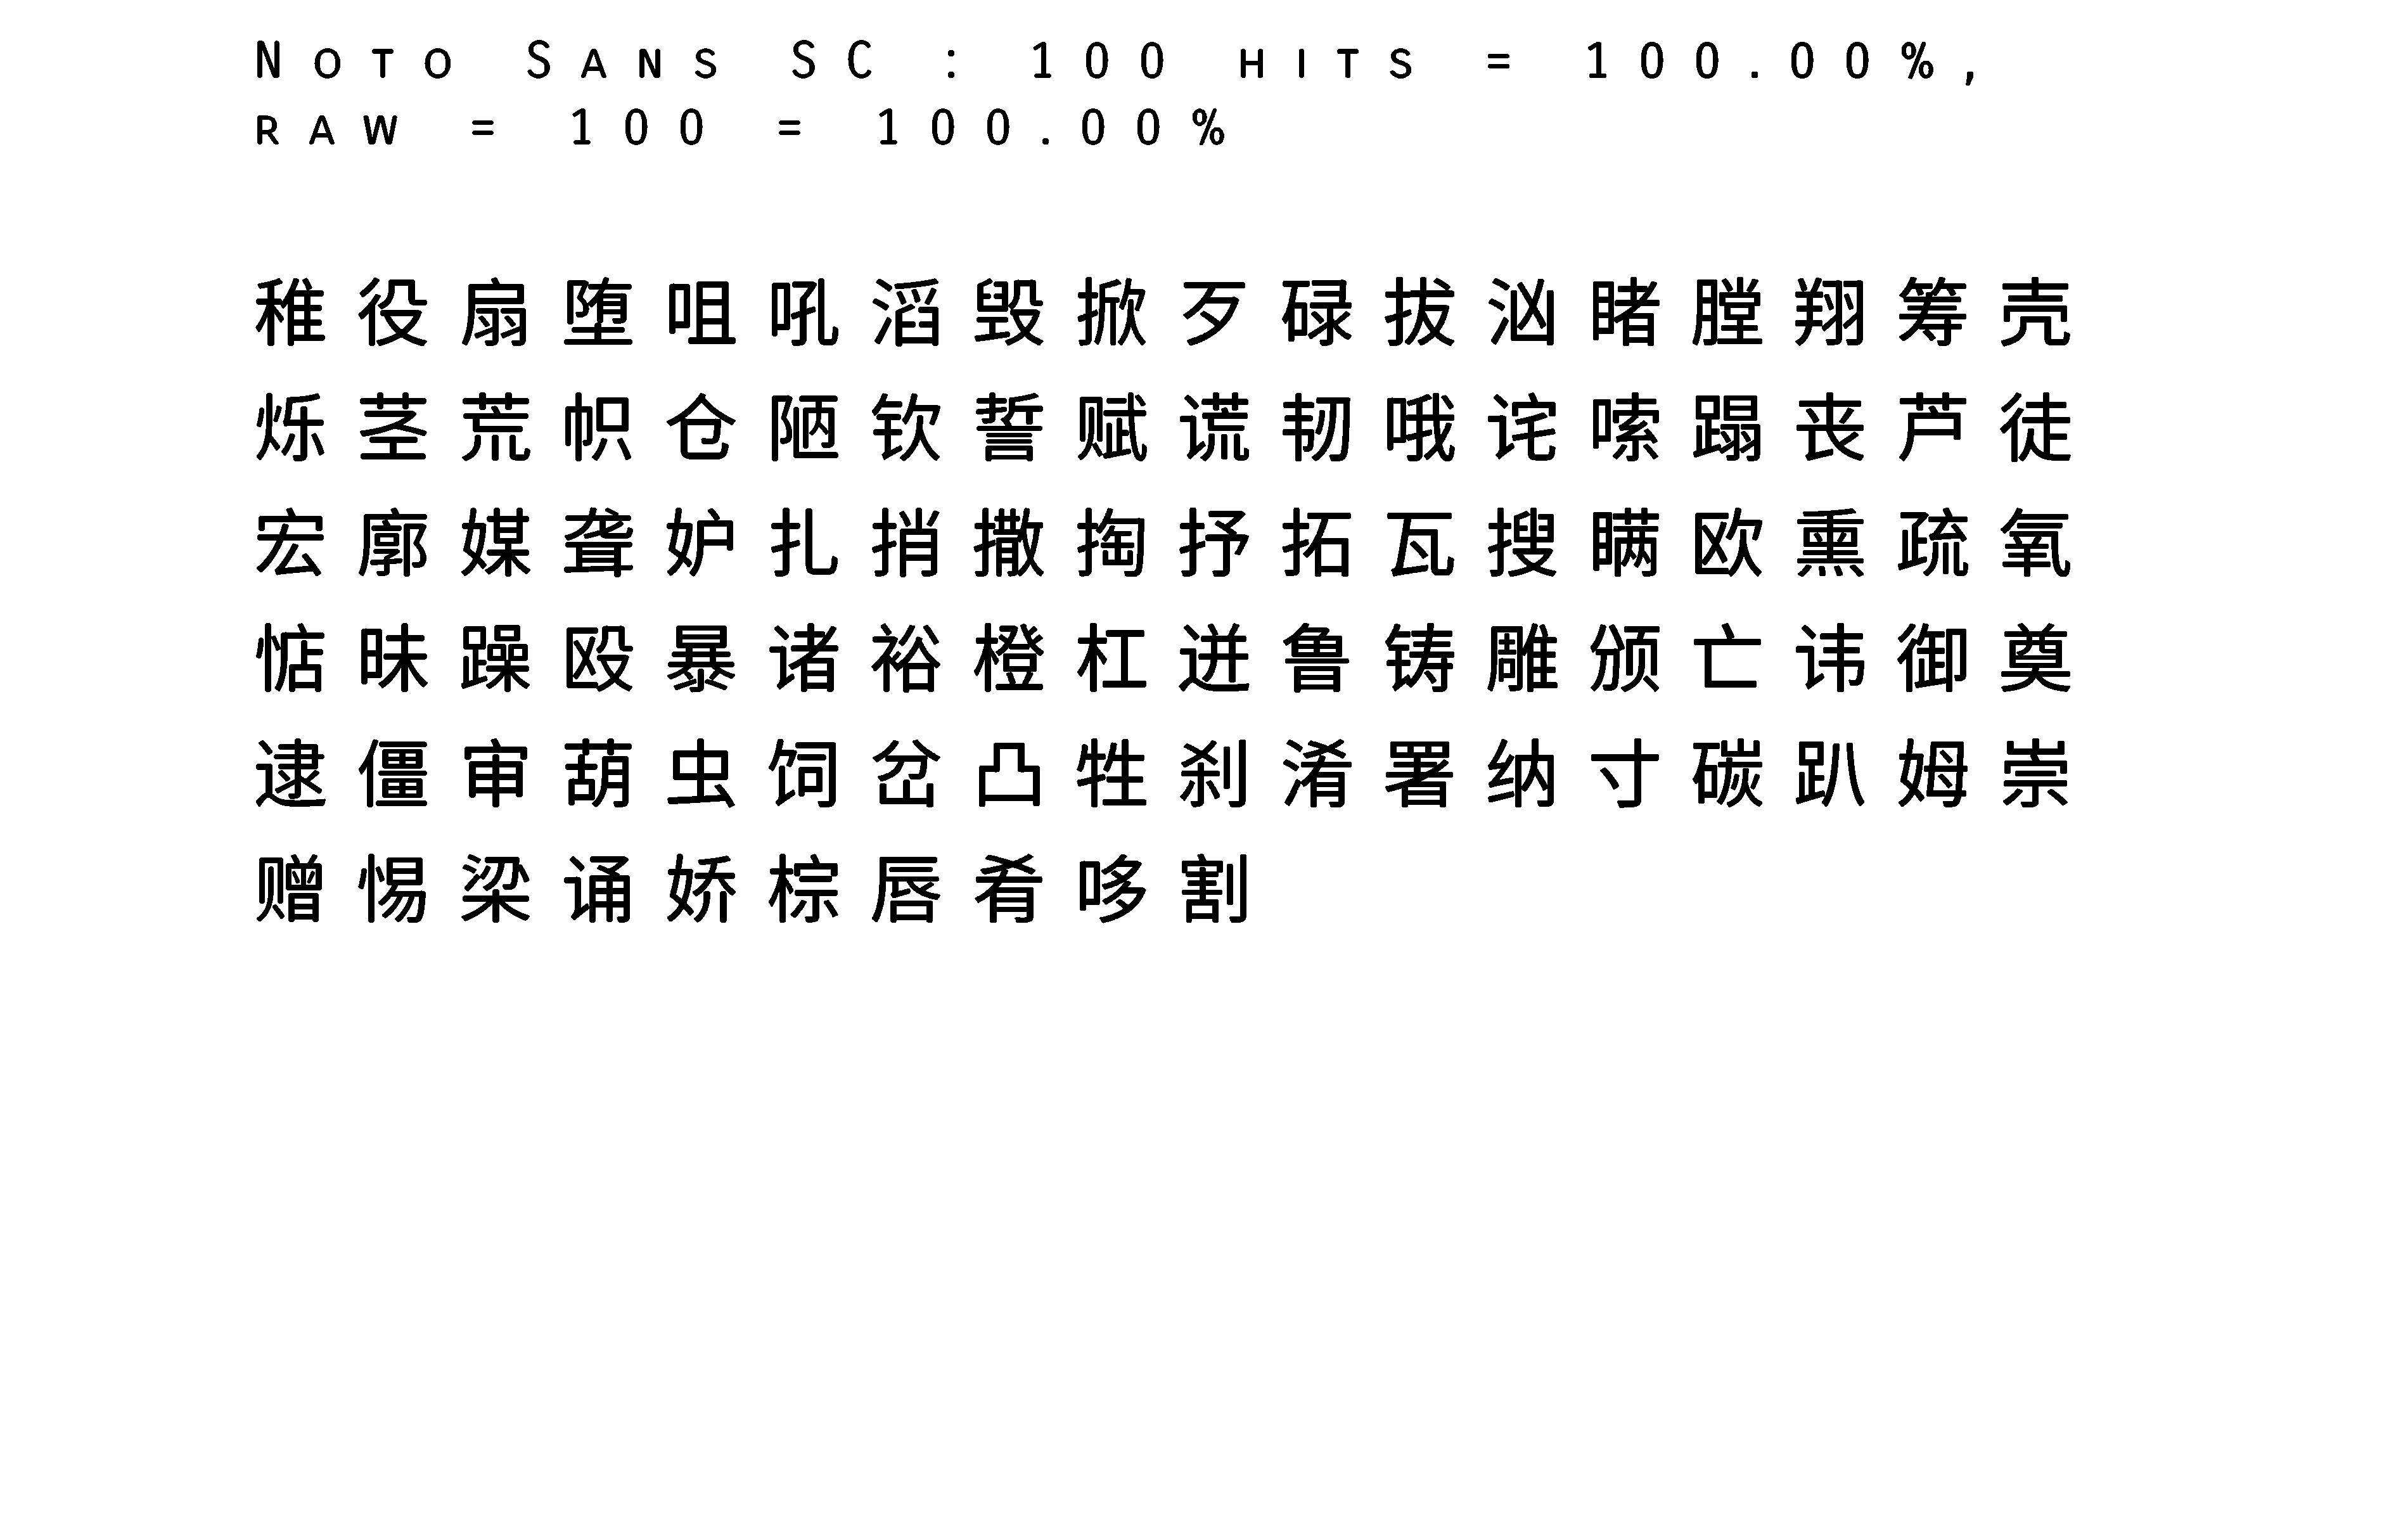 Noto Sans SC : 100 hits = 100.00%,
raw = 100 = 100.00%
稚役扇堕咀吼滔毁掀歹碌拔汹睹膛翔筹壳
烁茎荒帜仓陋钦誓赋谎韧哦诧嗦蹋丧芦徒
宏廓媒聋妒扎捎撒掏抒拓瓦搜瞒欧熏疏氧
惦昧躁殴暴诸裕橙杠迸鲁铸雕颁亡讳御奠
逮僵审葫虫饲岔凸牲刹淆署纳寸碳趴姆崇
赠惕梁诵娇棕唇肴哆割